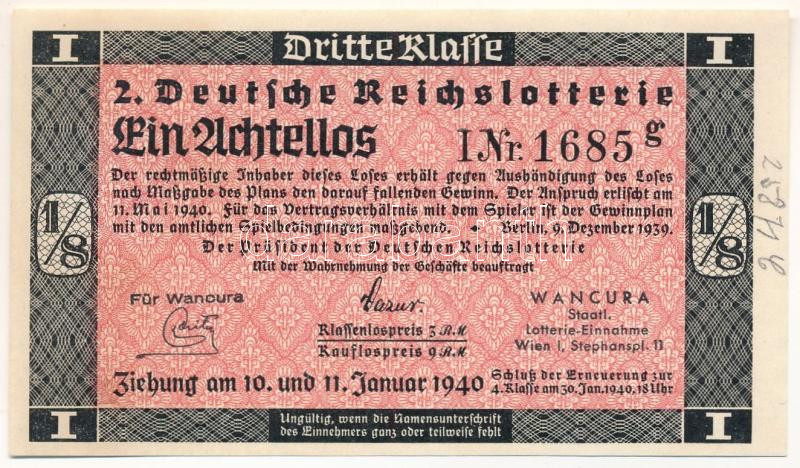 I Dritte Klasse I
2. Deutsche Reichslotterie
Ein Achtellos I.Nr. 1685 g
Der rechtmäßige Inhaber dieses Loses erhält gegen Aushändigung des Loses
nach Maßgabe des Plans den darauf fallenden Gewinn. Der Anspruch erlischt am
11. Mai 1940. Für das Vertragsverhältnis mit dem Spieler ist der Gewinnplan
mit den amtlichen Spielbedingungen maßgebend. ✦ Berlin, 9. Dezember 1939.
1/8 1/8
Der Präsident der Deutschen Reichslotterie
Mit der Wahrnehmung der Geschäfte beauftragt
Für Wancura
Dazur.
WANCURA
Staatl.
Lotterie-Einnahme
Wien I, Stephanspl. 11
Klassenlospreis 3 R.M
Kauflospreis 9 R.M
Ziehung am 10. und 11. Januar 1940
Schluß der Erneuerung zur
4. Klasse am 30. Jan. 1940, 18 Uhr
I Ungültig, wenn die Namensunterschrift I
des Einnehmers ganz oder teilweise fehlt